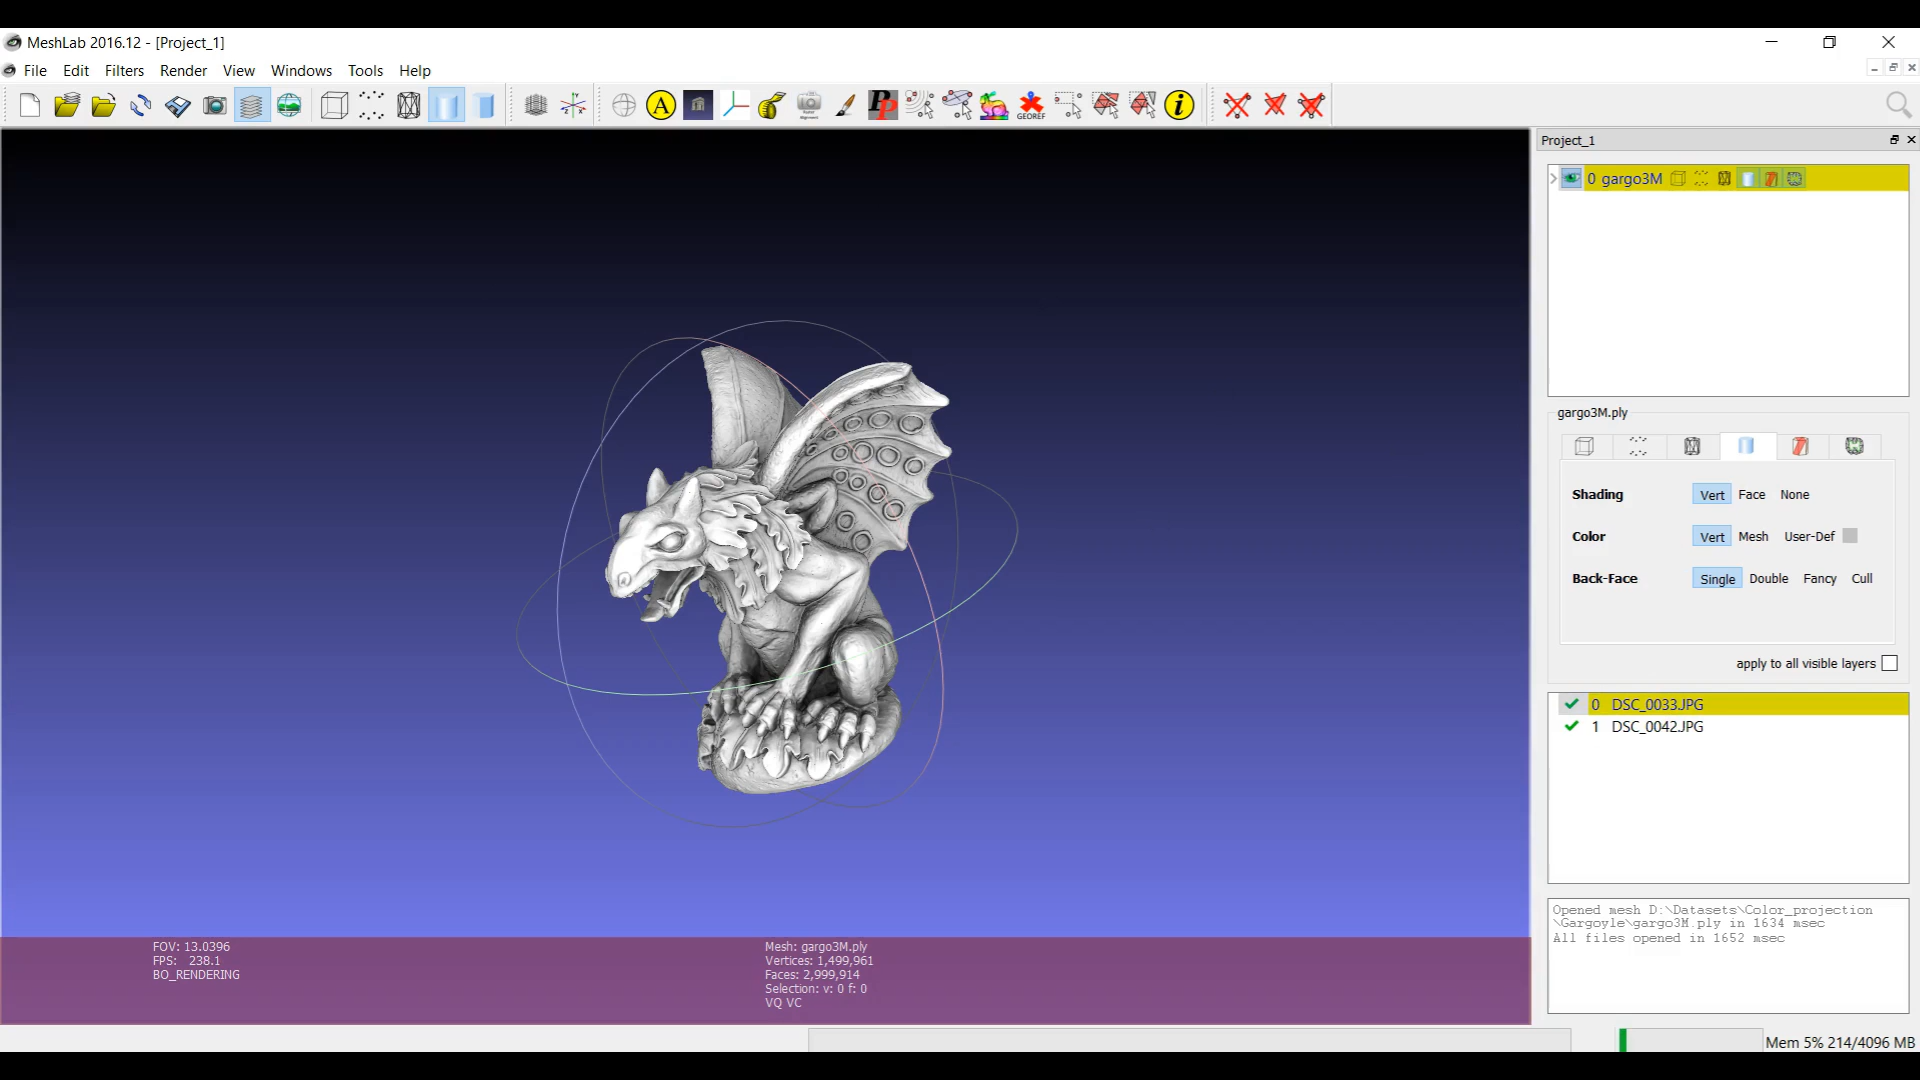 MeshLab 2016.12 - [Project_1]
File Edit Filters Render View Windows Tools Help
A
PP
GEOREF
i
Project_1
0 gargo3M
gargo3M.ply
Shading Vert Face None
Color Vert Mesh User-Def
Back-Face Single Double Fancy Cull
apply to all visible layers
0 DSC_0033.JPG
1 DSC_0042.JPG
Opened mesh D:\Datasets\Color_projection
\Gargoyle\gargo3M.ply in 1634 msec
All files opened in 1652 msec
FOV: 13.0396
FPS: 238.1
BO_RENDERING
Mesh: gargo3M.ply
Vertices: 1,499,961
Faces: 2,999,914
Selection: v: 0 f: 0
VQ VC
Mem 5% 214/4096 MB